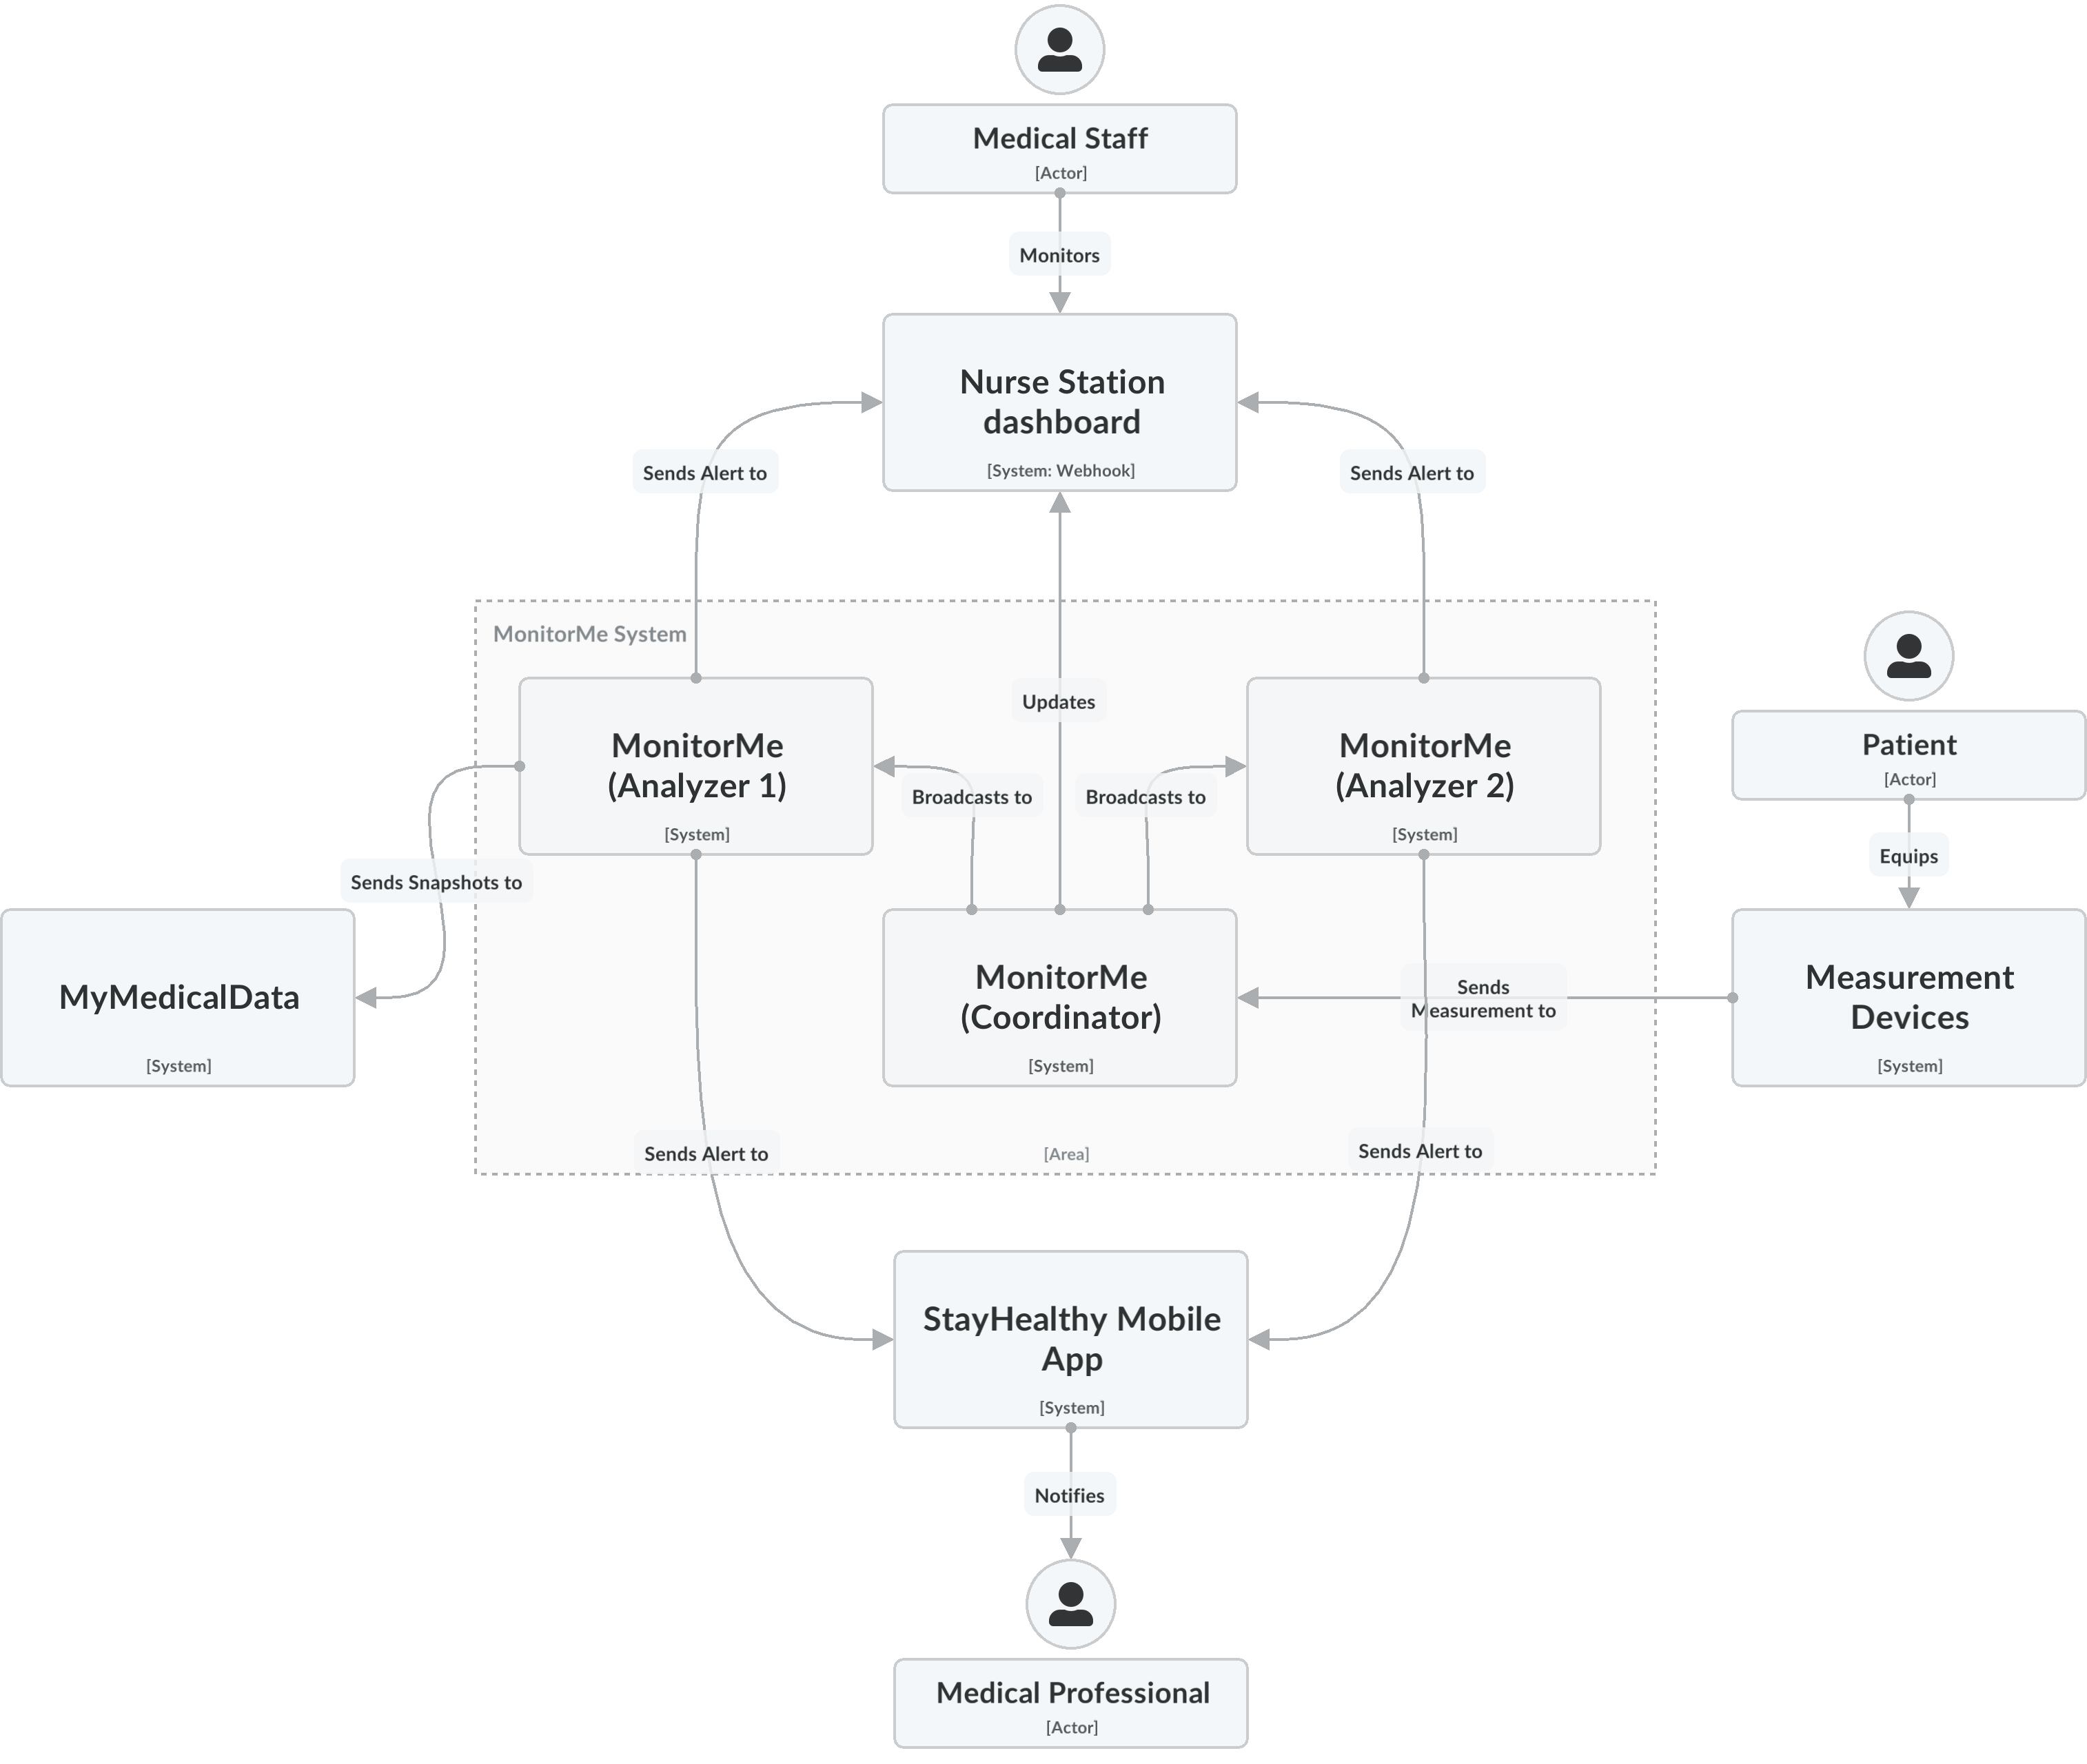 Medical Staff
[Actor]
Monitors
Nurse Station
dashboard
[System: Webhook]
Sends Alert to
Sends Alert to
MonitorMe System
Updates
MonitorMe
(Analyzer 1)
[System]
Broadcasts to
Broadcasts to
MonitorMe
(Analyzer 2)
[System]
Patient
[Actor]
Equips
Sends Snapshots to
MyMedicalData
[System]
MonitorMe
(Coordinator)
[System]
Sends
Measurement to
Measurement
Devices
[System]
Sends Alert to
[Area]
Sends Alert to
StayHealthy Mobile
App
[System]
Notifies
Medical Professional
[Actor]